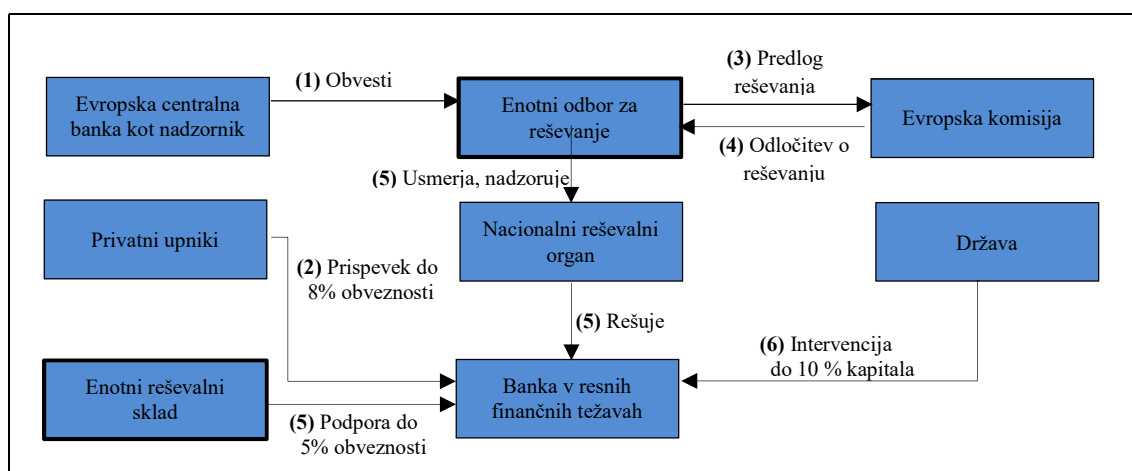 Evropska centralna
banka kot nadzornik
(1) Obvesti
Enotni odbor za
reševanje
(3) Predlog
reševanja
Evropska komisija
(4) Odločitev o
reševanju
(5) Usmerja, nadzoruje
Privatni upniki
Nacionalni reševalni
organ
Država
(2) Prispevek do
8% obveznosti
(5) Rešuje
(6) Intervencija
do 10 % kapitala
Enotni reševalni
sklad
Banka v resnih
finančnih težavah
(5) Podpora do
5% obveznosti